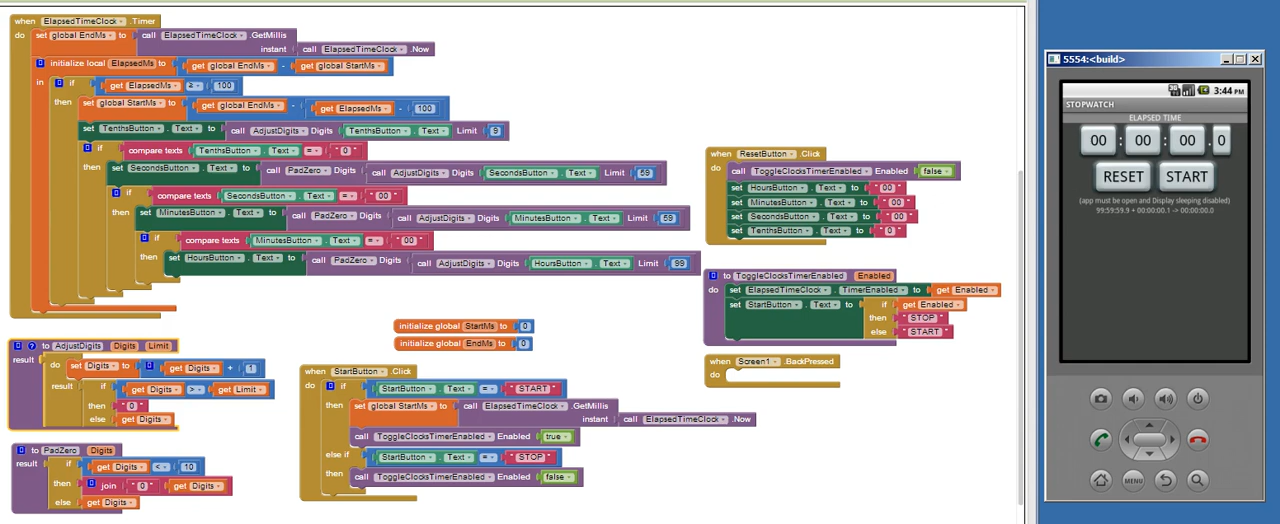 when ElapsedTimeClock .Timer
do set global EndMs to call ElapsedTimeClock .GetMillis
instant call ElapsedTimeClock .Now
initialize local ElapsedMs to get global EndMs - get global StartMs
in if get ElapsedMs ≥ 100
then set global StartMs to get global EndMs - get ElapsedMs - 100
set TenthsButton . Text to call AdjustDigits Digits TenthsButton . Text Limit 9
if compare texts TenthsButton . Text = " 0 "
then set SecondsButton . Text to call PadZero Digits call AdjustDigits Digits SecondsButton . Text Limit 59
if compare texts SecondsButton . Text = " 00 "
then set MinutesButton . Text to call PadZero Digits call AdjustDigits Digits MinutesButton . Text Limit 59
if compare texts MinutesButton . Text = " 00 "
then set HoursButton . Text to call PadZero Digits call AdjustDigits Digits HoursButton . Text Limit 99
initialize global StartMs to 0
initialize global EndMs to 0
to AdjustDigits Digits Limit
result do set Digits to get Digits + 1
result if get Digits > get Limit
then " 0 "
else get Digits
to PadZero Digits
result if get Digits < 10
then join " 0 " get Digits
else get Digits
when StartButton .Click
do if StartButton . Text = " START "
then set global StartMs to call ElapsedTimeClock .GetMillis
instant call ElapsedTimeClock .Now
call ToggleClocksTimerEnabled Enabled true
else if StartButton . Text = " STOP "
then call ToggleClocksTimerEnabled Enabled false
when ResetButton .Click
do call ToggleClocksTimerEnabled Enabled false
set HoursButton . Text to " 00 "
set MinutesButton . Text to " 00 "
set SecondsButton . Text to " 00 "
set TenthsButton . Text to " 0 "
to ToggleClocksTimerEnabled Enabled
do set ElapsedTimeClock . TimerEnabled to get Enabled
set StartButton . Text to if get Enabled
then " STOP "
else " START "
when Screen1 .BackPressed
do
5554:<build>
3:44 PM
STOPWATCH
ELAPSED TIME
00 : 00 : 00 . 0
RESET START
(app must be open and Display sleeping disabled)
99:59:59.9 + 00:00:00.1 -> 00:00:00.0
MENU